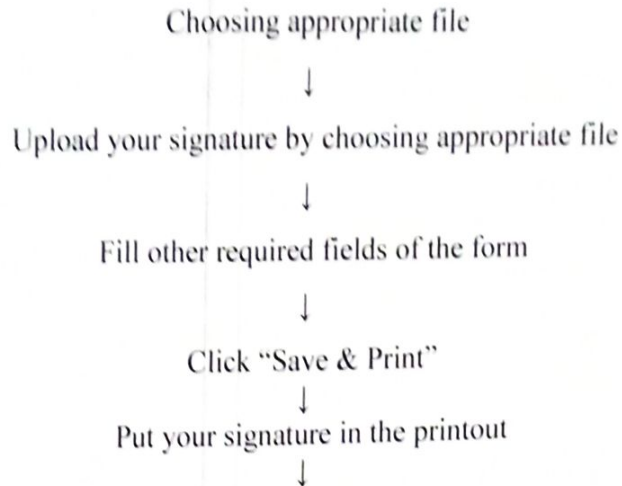 Choosing appropriate file
↓
Upload your signature by choosing appropriate file
↓
Fill other required fields of the form
↓
Click “Save & Print”
↓
Put your signature in the printout
↓